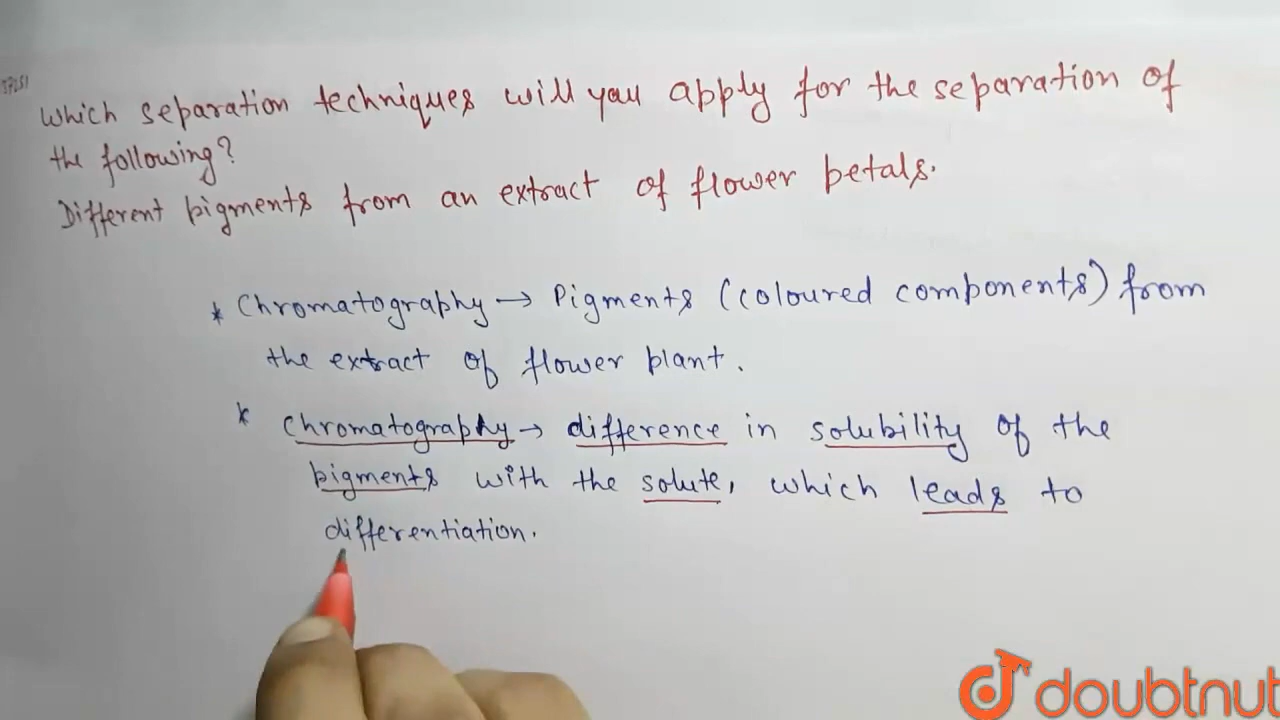 Which separation techniques will you apply for the separation of
the following?
Different pigments from an extract of flower petals.
* Chromatography → Pigments (coloured components) from
the extract of flower plant.
* Chromatography → difference in solubility of the
pigments with the solute, which leads to
differentiation.
doubtnut